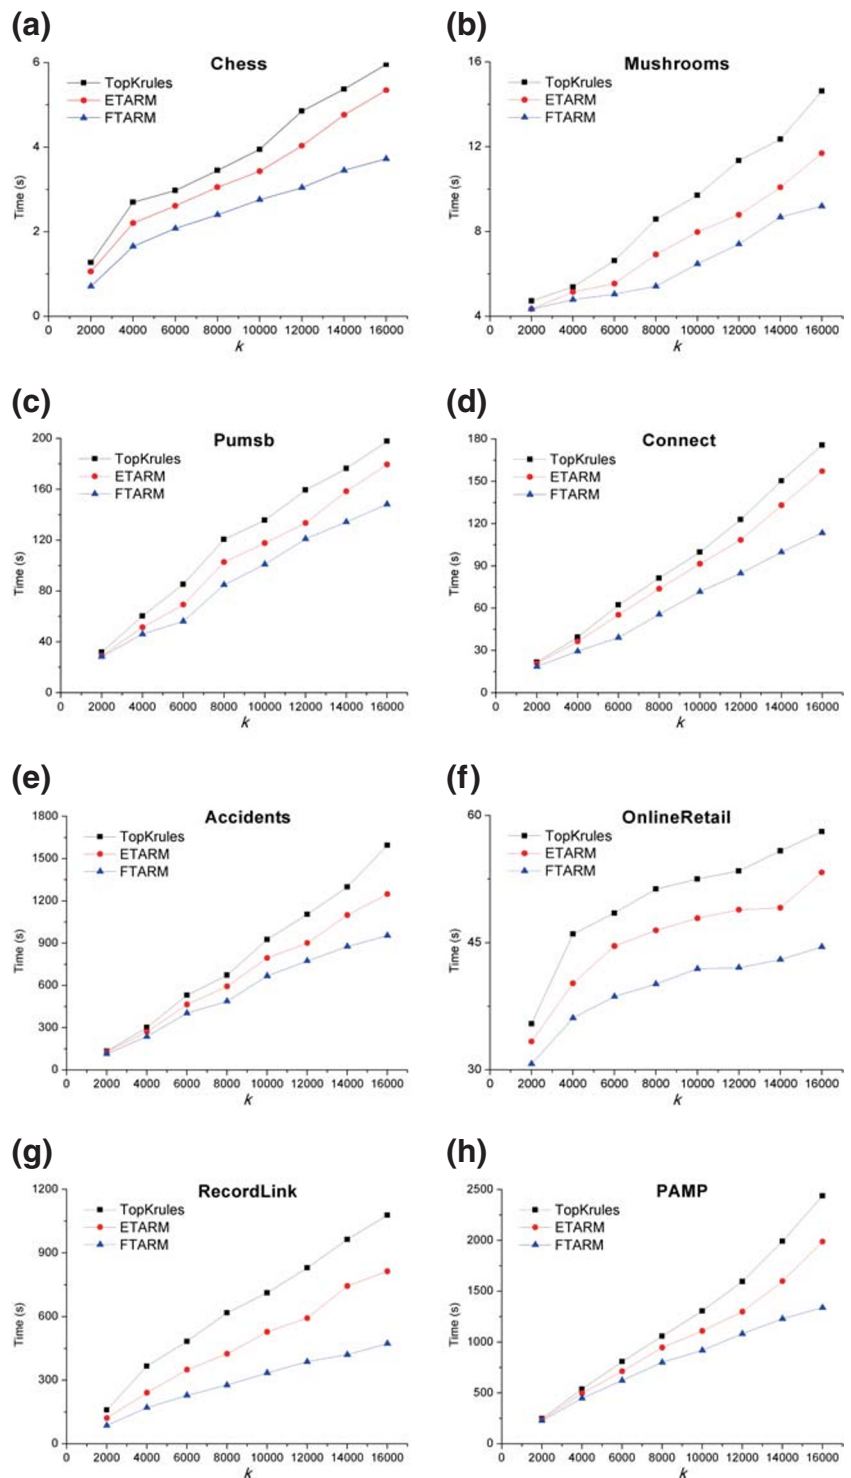 (a)
Chess
TopKrules
ETARM
FTARM
6
4
2
0
Time (s)
0 2000 4000 6000 8000 10000 12000 14000 16000
k
(b)
Mushrooms
TopKrules
ETARM
FTARM
16
12
8
4
Time (s)
0 2000 4000 6000 8000 10000 12000 14000 16000
k
(c)
Pumsb
TopKrules
ETARM
FTARM
200
160
120
80
40
0
Time (s)
0 2000 4000 6000 8000 10000 12000 14000 16000
k
(d)
Connect
TopKrules
ETARM
FTARM
180
150
120
90
60
30
0
Time (s)
0 2000 4000 6000 8000 10000 12000 14000 16000
k
(e)
Accidents
TopKrules
ETARM
FTARM
1800
1500
1200
900
600
300
0
Time (s)
0 2000 4000 6000 8000 10000 12000 14000 16000
k
(f)
OnlineRetail
TopKrules
ETARM
FTARM
60
45
30
Time (s)
0 2000 4000 6000 8000 10000 12000 14000 16000
k
(g)
RecordLink
TopKrules
ETARM
FTARM
1200
900
600
300
0
Time (s)
0 2000 4000 6000 8000 10000 12000 14000 16000
k
(h)
PAMP
TopKrules
ETARM
FTARM
2500
2000
1500
1000
500
0
Time (s)
0 2000 4000 6000 8000 10000 12000 14000 16000
k